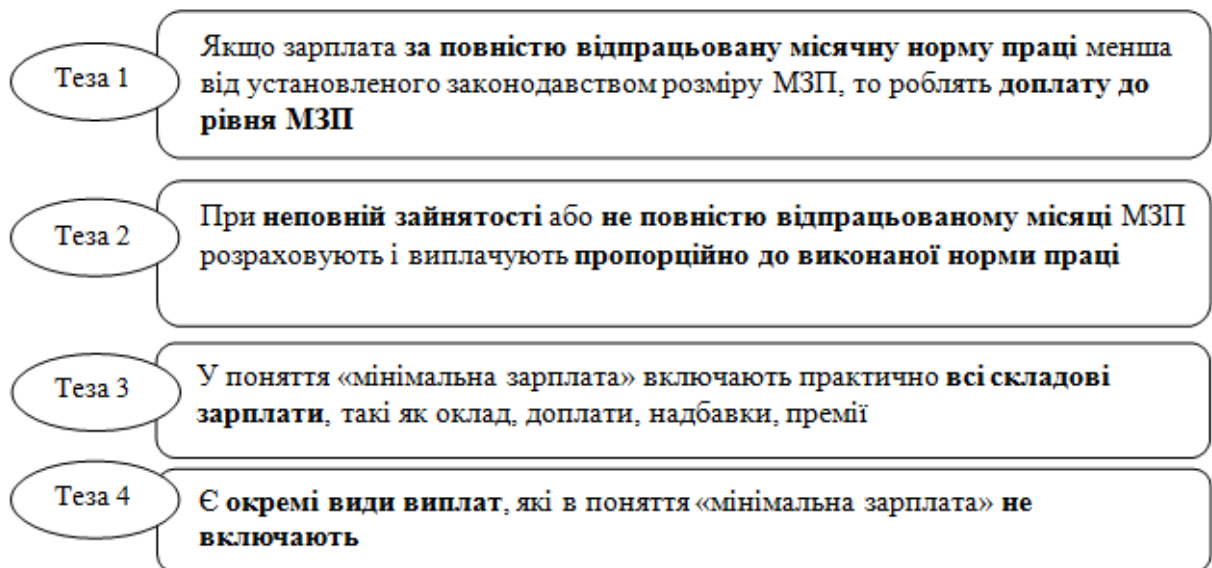 Теза 1
Якщо зарплата за повністю відпрацьовану місячну норму праці менша
від установленого законодавством розміру МЗП, то роблять доплату до
рівня МЗП
Теза 2
При неповній зайнятості або не повністю відпрацьованому місяці МЗП
розраховують і виплачують пропорційно до виконаної норми праці
Теза 3
У поняття «мінімальна зарплата» включають практично всі складові
зарплати, такі як оклад, доплати, надбавки, премії
Теза 4
Є окремі види виплат, які в поняття «мінімальна зарплата» не
включають